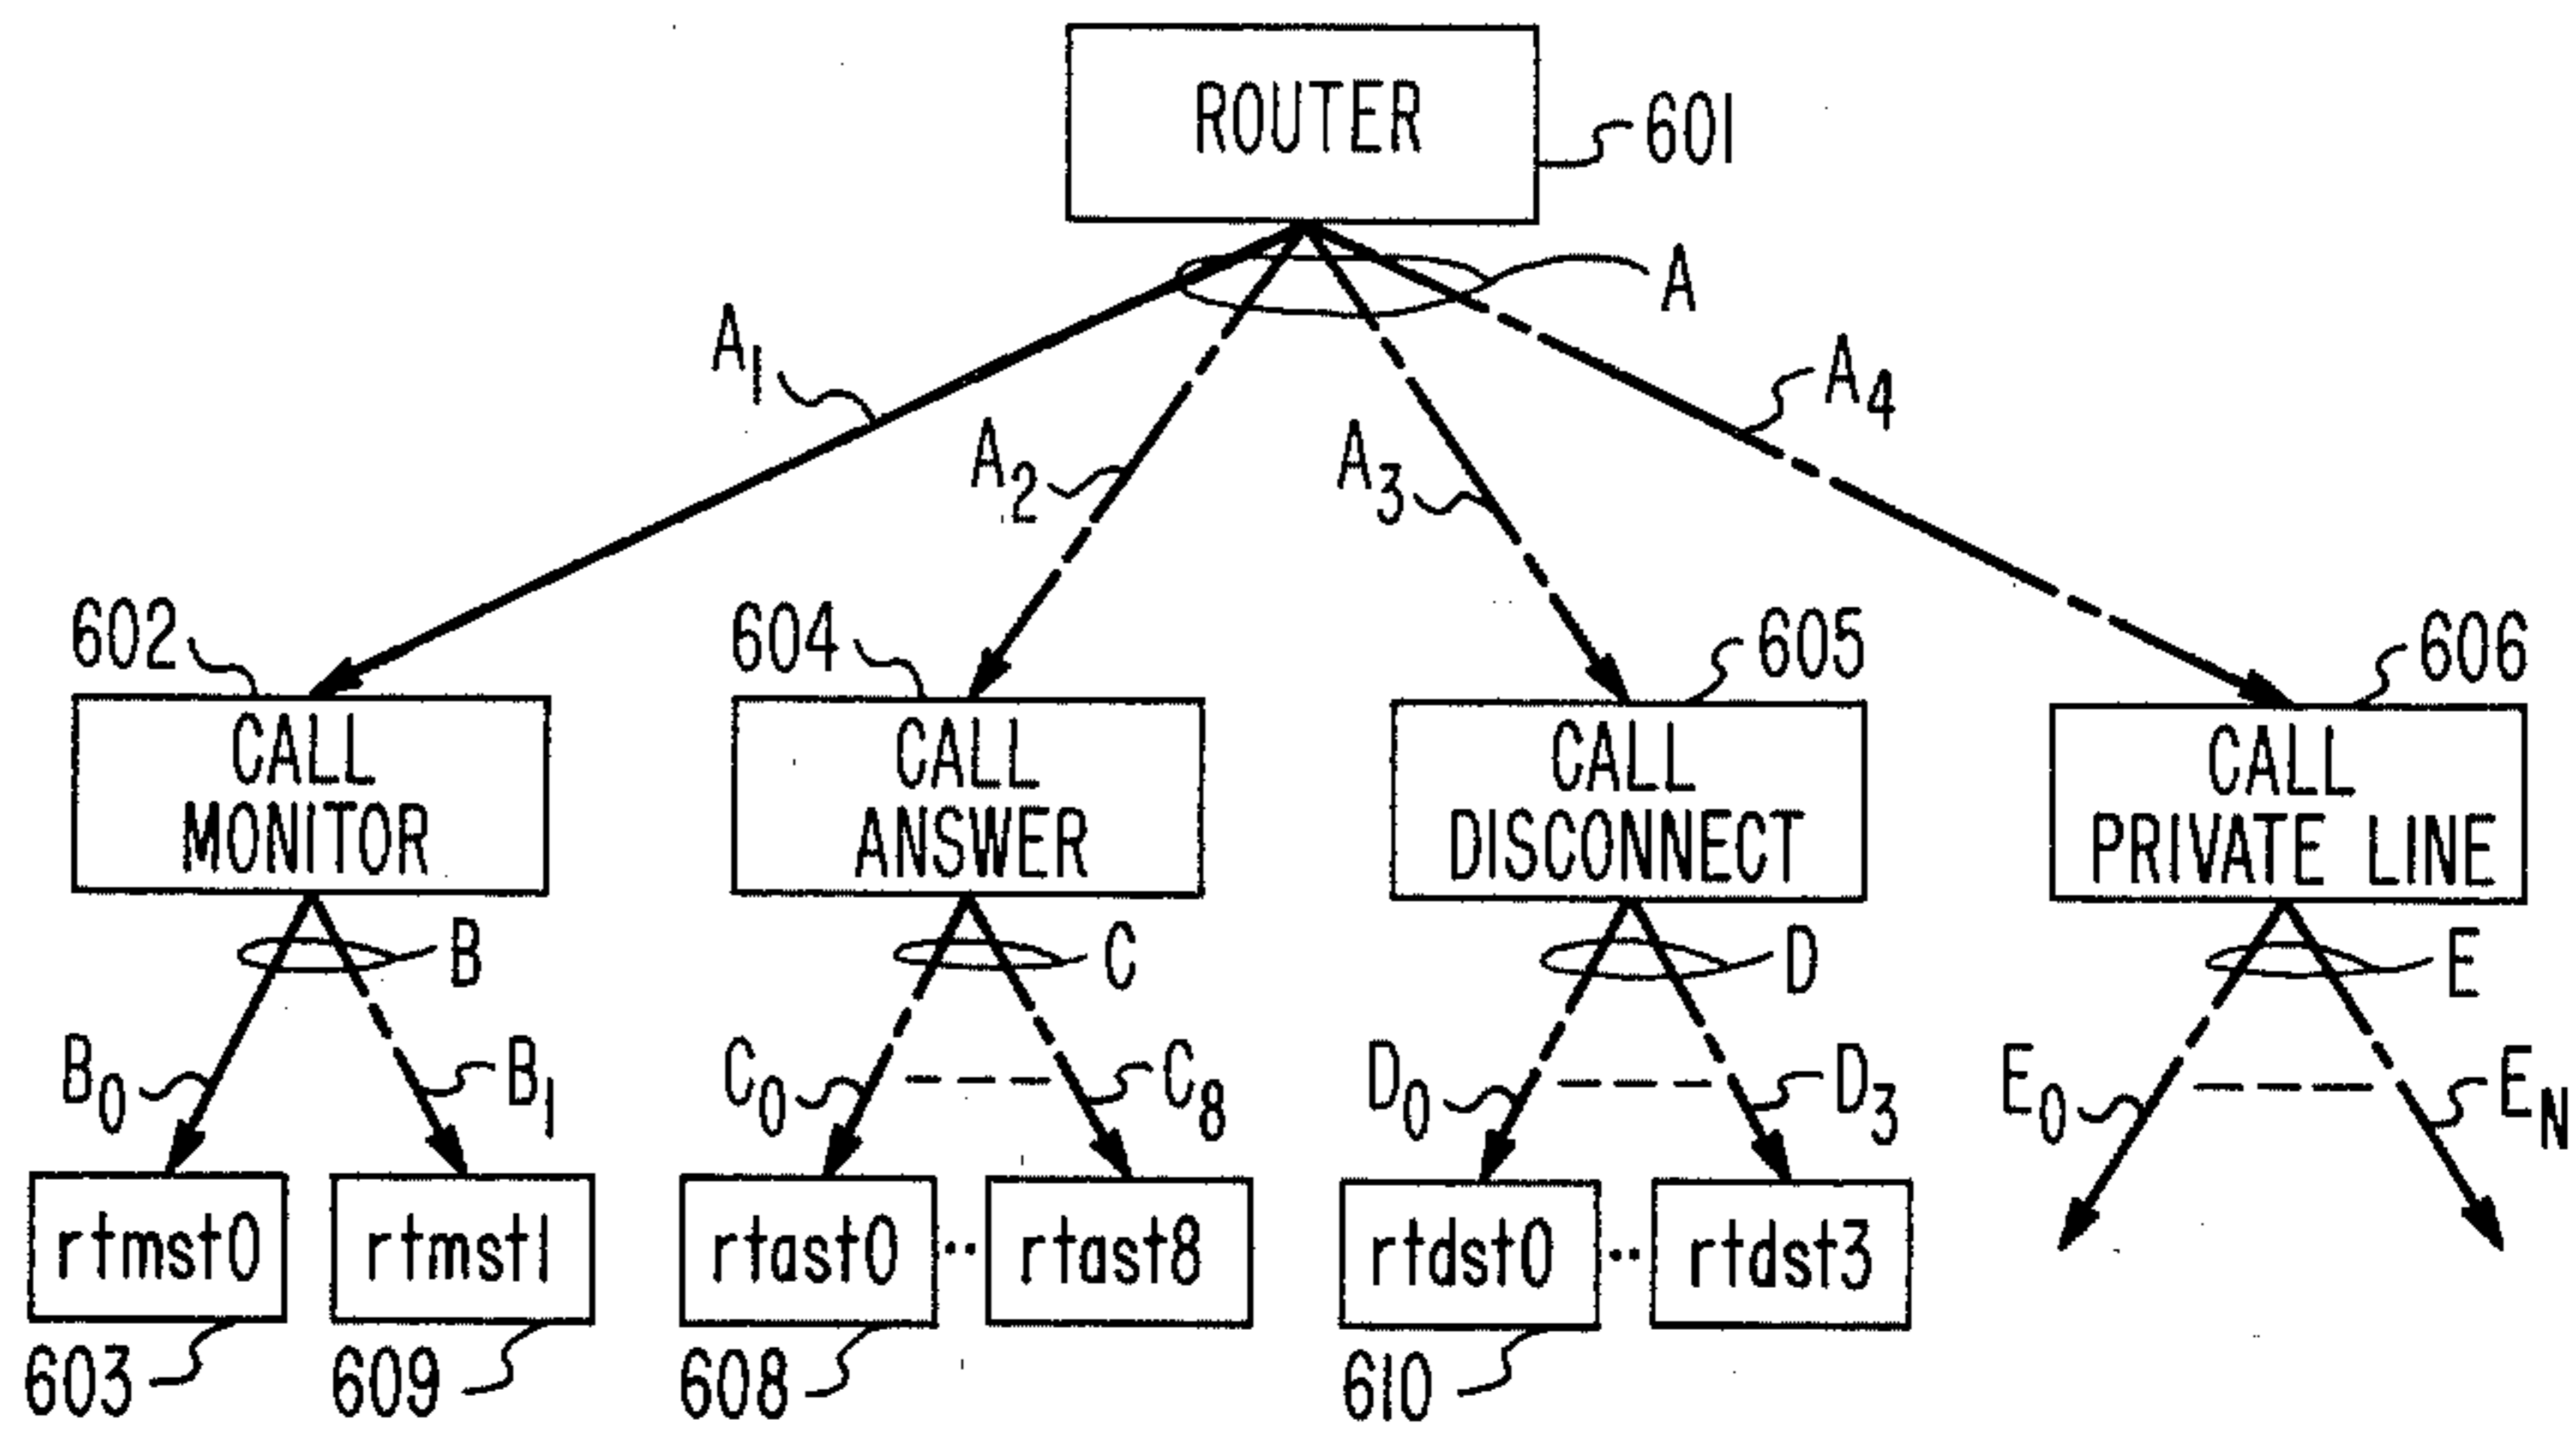 ROUTER
601
A
A1
A2
A3
A4
602
604
605
606
CALL
MONITOR
CALL
ANSWER
CALL
DISCONNECT
CALL
PRIVATE LINE
B
C
D
E
B0
B1
C0
C8
D0
D3
E0
EN
rtmst0
rtmst1
rtast0
..
rtast8
rtdst0
..
rtdst3
603
609
608
610